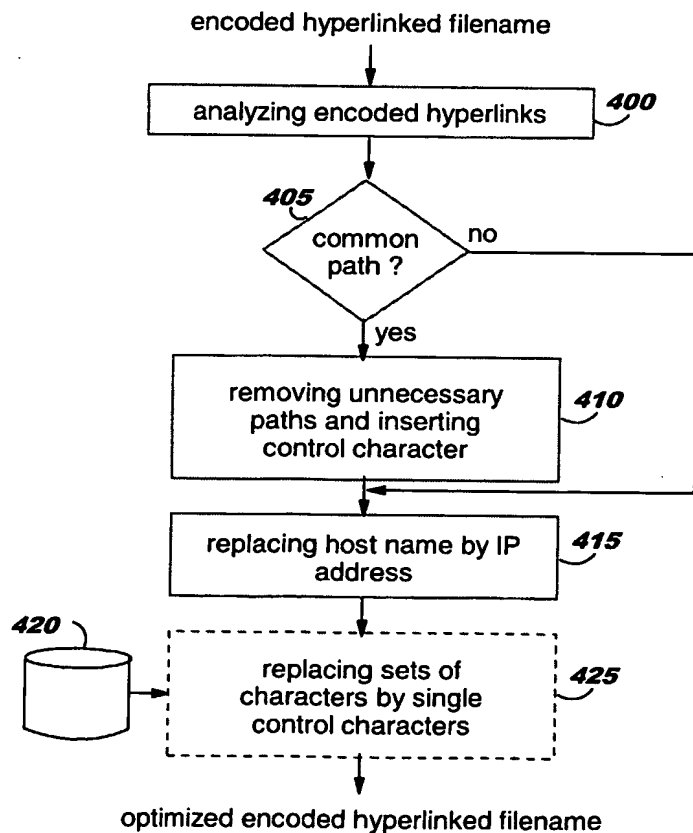 encoded hyperlinked filename
analyzing encoded hyperlinks
400
405
common
path ?
no
yes
removing unnecessary
paths and inserting
control character
410
replacing host name by IP
address
415
420
replacing sets of
characters by single
control characters
425
optimized encoded hyperlinked filename